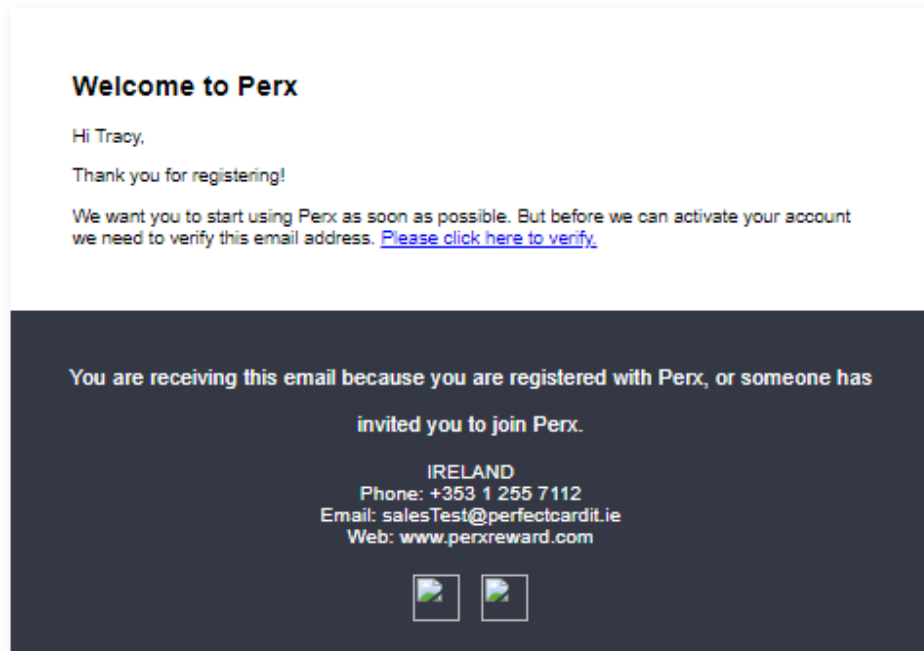 Welcome to Perx
Hi Tracy,
Thank you for registering!
We want you to start using Perx as soon as possible. But before we can activate your account
we need to verify this email address. Please click here to verify.
You are receiving this email because you are registered with Perx, or someone has
invited you to join Perx.
IRELAND
Phone: +353 1 255 7112
Email: salesTest@perfectcardit.ie
Web: www.perxreward.com